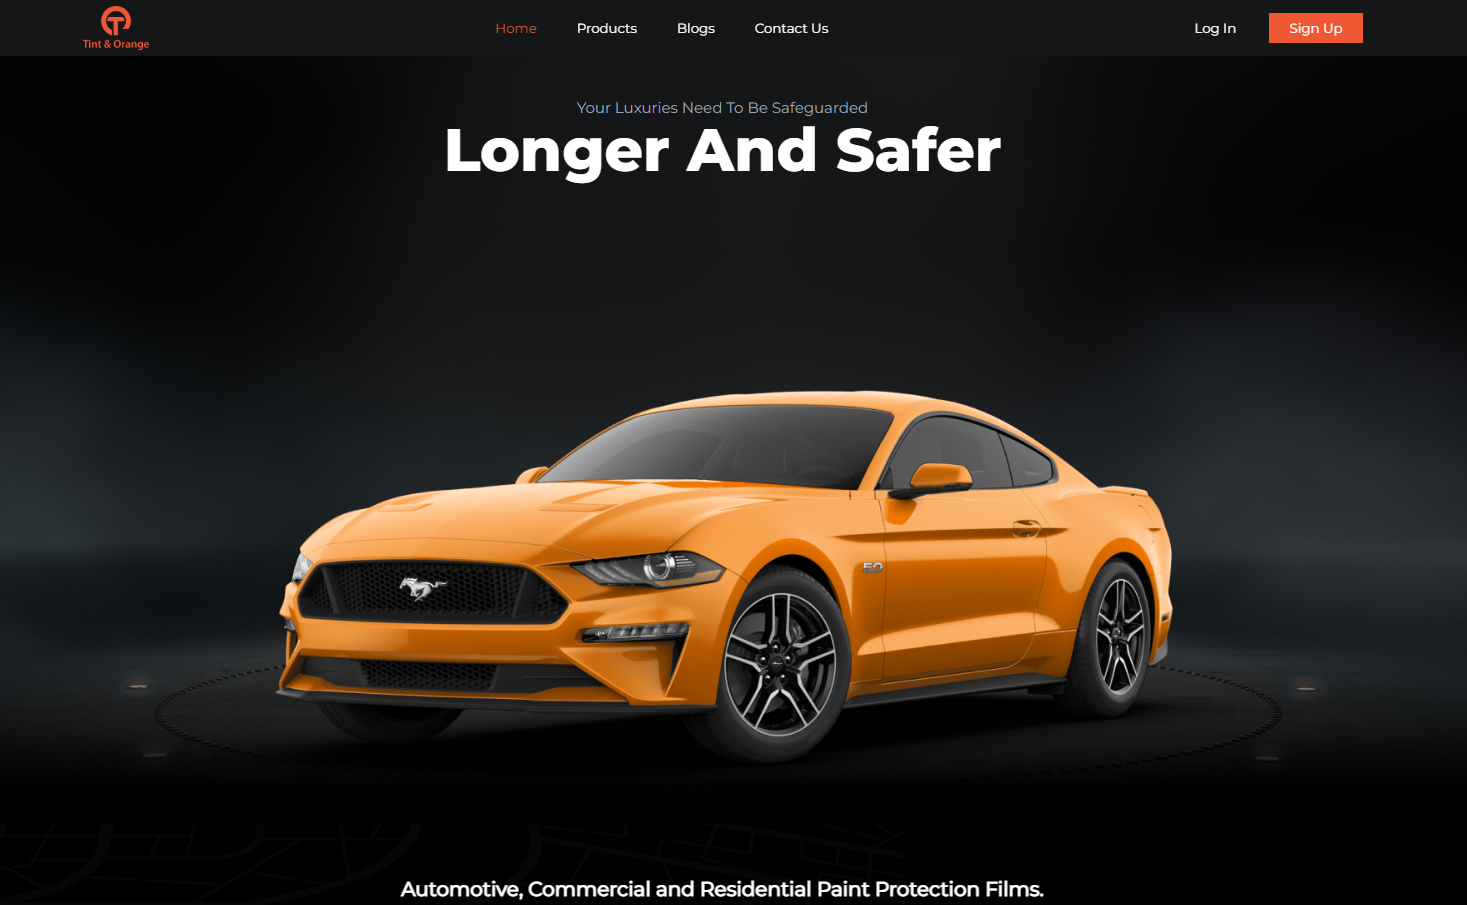 Tint & Orange
Home Products Blogs Contact Us Log In Sign Up
Your Luxuries Need To Be Safeguarded
Longer And Safer
5.0
Automotive, Commercial and Residential Paint Protection Films.